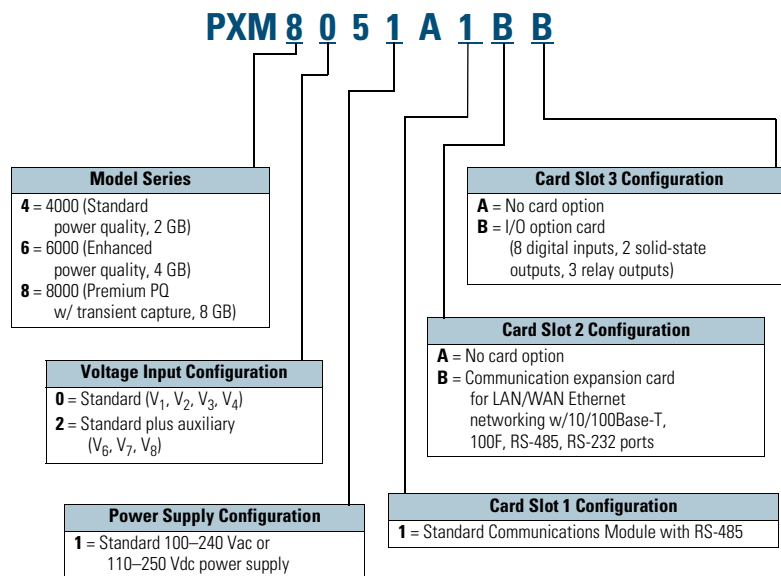 PXM 8 0 5 1 A 1 B B
Model Series
4 = 4000 (Standard
power quality, 2 GB)
6 = 6000 (Enhanced
power quality, 4 GB)
8 = 8000 (Premium PQ
w/ transient capture, 8 GB)
Voltage Input Configuration
0 = Standard (V1, V2, V3, V4)
2 = Standard plus auxiliary
(V6, V7, V8)
Power Supply Configuration
1 = Standard 100–240 Vac or
110–250 Vdc power supply
Card Slot 3 Configuration
A = No card option
B = I/O option card
(8 digital inputs, 2 solid-state
outputs, 3 relay outputs)
Card Slot 2 Configuration
A = No card option
B = Communication expansion card
for LAN/WAN Ethernet
networking w/10/100Base-T,
100F, RS-485, RS-232 ports
Card Slot 1 Configuration
1 = Standard Communications Module with RS-485